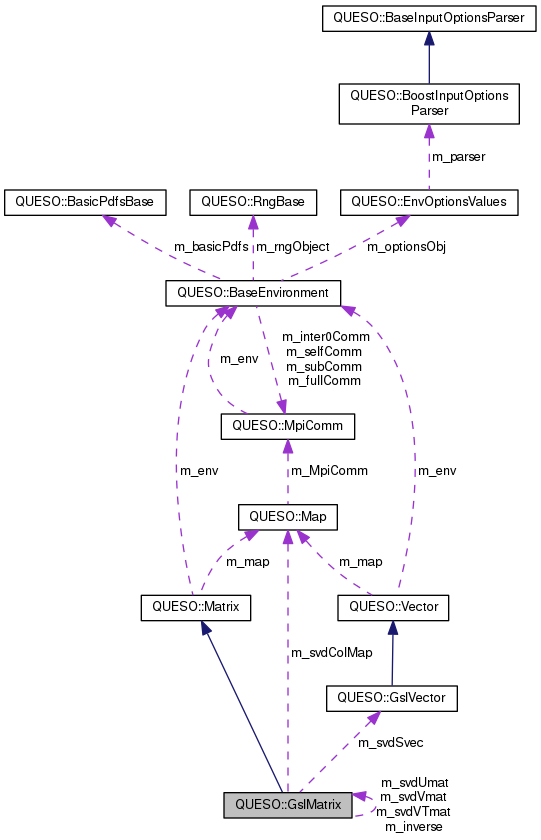 QUESO::BaseInputOptionsParser
QUESO::BoostInputOptions
Parser
m_parser
QUESO::BasicPdfsBase
QUESO::RngBase
QUESO::EnvOptionsValues
m_basicPdfs
m_rngObject
m_optionsObj
QUESO::BaseEnvironment
m_inter0Comm
m_selfComm
m_subComm
m_fullComm
m_env
QUESO::MpiComm
m_env
m_MpiComm
m_env
QUESO::Map
m_map
m_map
QUESO::Matrix
QUESO::Vector
m_svdColMap
QUESO::GslVector
m_svdSvec
m_svdUmat
m_svdVmat
m_svdVTmat
m_inverse
QUESO::GslMatrix